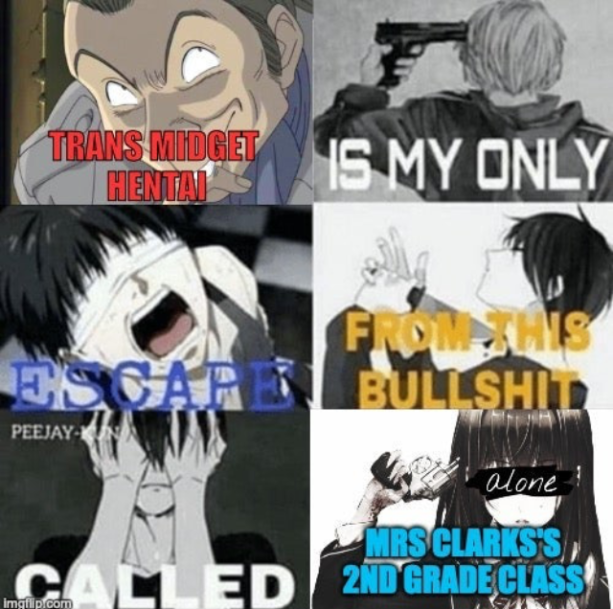 TRANS MIDGET
HENTAI
IS MY ONLY
ESCAPE
FROM THIS
BULLSHIT
PEEJAY-KUN
CALLED
alone
MRS CLARKS'S
2ND GRADE CLASS
imgflip.com